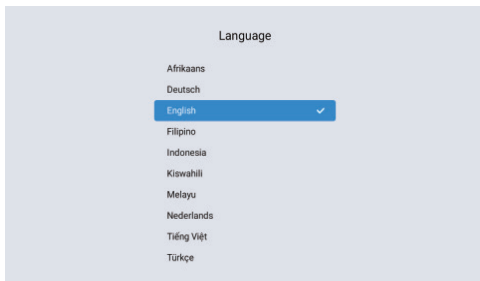 Language
Afrikaans
Deutsch
English
Filipino
Indonesia
Kiswahili
Melayu
Nederlands
Tiếng Việt
Türkçe